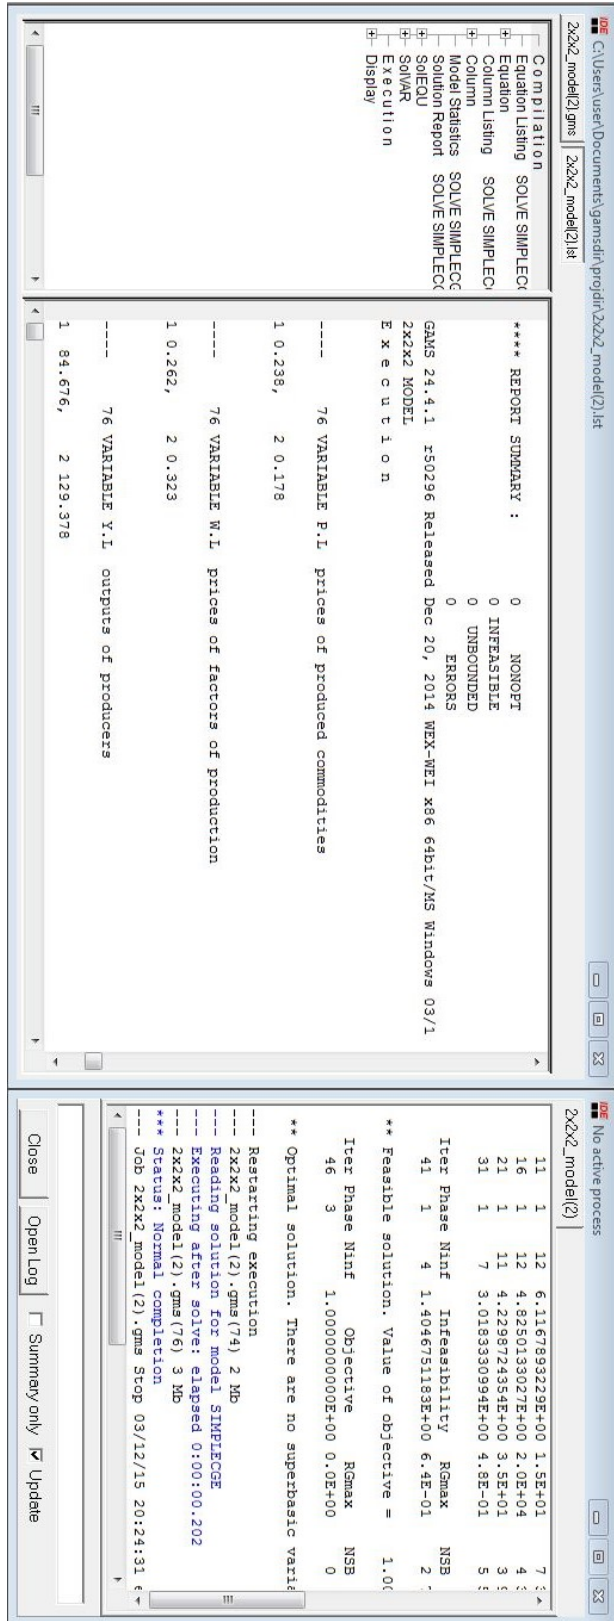 IDE C:\Users\user\Documents\gamsdir\projdir\2x2x2_model(2).lst
2x2x2_model(2).gms 2x2x2_model(2).lst
Compilation
Equation Listing SOLVE SIMPLECG
Equation
Column Listing SOLVE SIMPLEC
Column
Model Statistics SOLVE SIMPLECG
Solution Report SOLVE SIMPLEC
SolEQU
SolVAR
Execution
Display
**** REPORT SUMMARY : 0 NONOPT
0 INFEASIBLE
0 UNBOUNDED
0 ERRORS
GAMS 24.4.1 r50296 Released Dec 20, 2014 WEX-WEI x86 64bit/MS Windows 03/1
2x2x2 MODEL
E x e c u t i o n
---- 76 VARIABLE P.L prices of produced commodities
1 0.238, 2 0.178
---- 76 VARIABLE W.L prices of factors of production
1 0.262, 2 0.323
---- 76 VARIABLE Y.L outputs of producers
1 84.676, 2 129.378
IDE No active process
2x2x2_model(2)
11 1 12 6.1167893229E+00 1.5E+01 7
16 1 12 4.8250133027E+00 2.0E+04 4
21 1 11 4.2298724354E+00 3.5E+01 3
31 1 7 3.0183330994E+00 4.8E-01 5
Iter Phase Ninf Infeasibility RGmax NSB
41 1 4 1.4046751183E+00 6.4E-01 2
** Feasible solution. Value of objective = 1.00
Iter Phase Ninf Objective RGmax NSB
46 3 1.0000000000E+00 0.0E+00 0
** Optimal solution. There are no superbasic varia
--- Restarting execution
--- 2x2x2_model(2).gms(74) 2 Mb
--- Reading solution for model SIMPLECGE
--- Executing after solve: elapsed 0:00:00.202
--- 2x2x2_model(2).gms(76) 3 Mb
*** Status: Normal completion
--- Job 2x2x2_model(2).gms Stop 03/12/15 20:24:31 e
Close Open Log Summary only Update